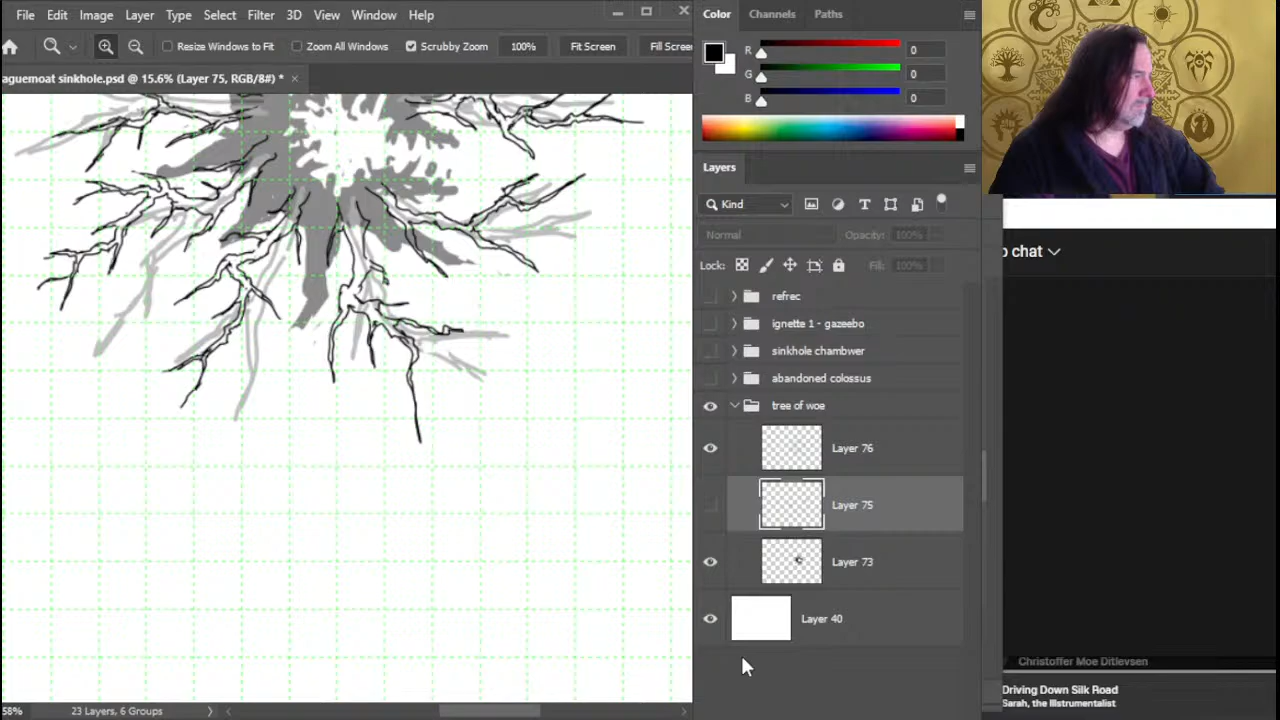 File Edit Image Layer Type Select Filter 3D View Window Help
Resize Windows to Fit Zoom All Windows Scrubby Zoom 100% Fit Screen Fill Scree
aguemoat sinkhole.psd @ 15.6% (Layer 75, RGB/8#) * ×
Color Channels Paths
R 0
G 0
B 0
Layers
Kind
Normal Opacity: 100%
Lock: Fill: 100%
refrec
ignette 1 - gazeebo
sinkhole chambwer
abandoned colossus
tree of woe
Layer 76
Layer 75
Layer 73
Layer 40
58% 23 Layers, 6 Groups
chat
Christoffer Moe Ditlevsen
Driving Down Silk Road
Sarah, the Illstrumentalist